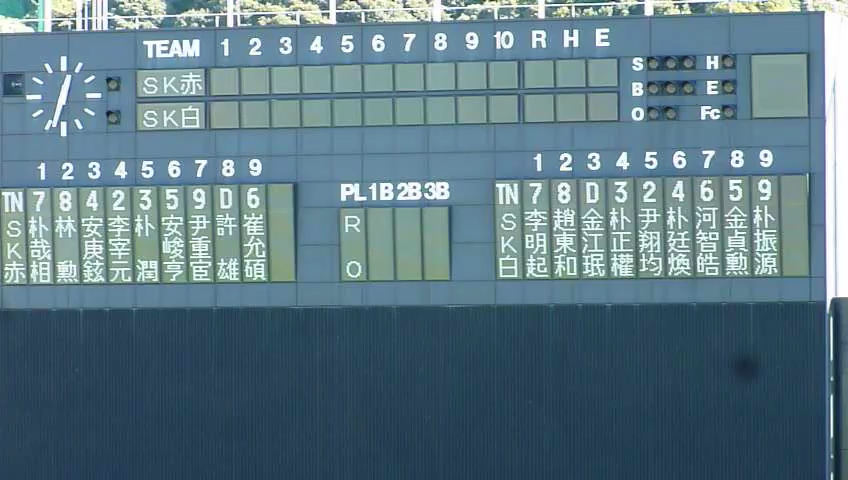 TEAM 1 2 3 4 5 6 7 8 9 10 R H E
SK赤
SK白
S H
B E
O Fc
1 2 3 4 5 6 7 8 9
TN 7 8 4 2 3 5 9 D 6
SK赤 朴哉相 林勲 安庚鉉 李宰元 朴潤 安峻亨 尹重宦 許雄 崔允碩
PL 1B 2B 3B
R
O
1 2 3 4 5 6 7 8 9
TN 7 8 D 3 2 4 6 5 9
SK白 李明起 趙東和 金江珉 朴正權 尹翔均 朴廷煥 河智皓 金貞勲 朴振源